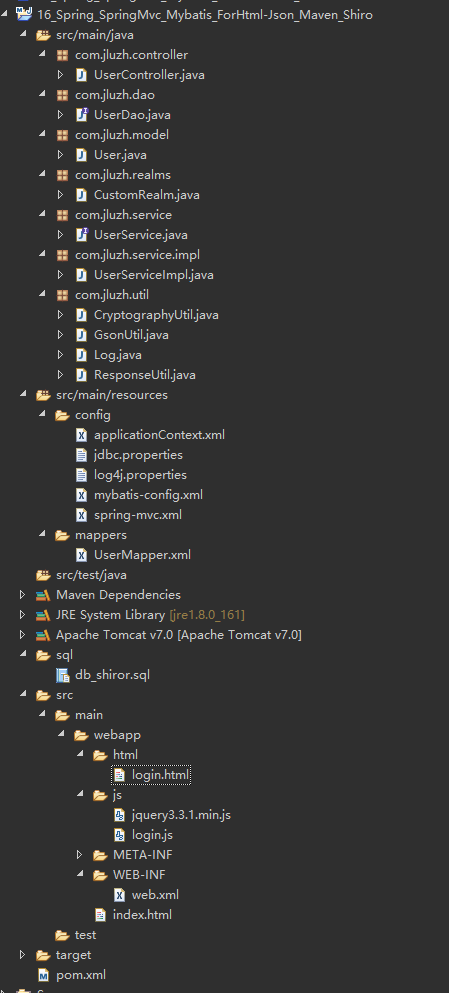 16_Spring_SpringMvc_Mybatis_ForHtml-Json_Maven_Shiro
src/main/java
com.jluzh.controller
UserController.java
com.jluzh.dao
UserDao.java
com.jluzh.model
User.java
com.jluzh.realms
CustomRealm.java
com.jluzh.service
UserService.java
com.jluzh.service.impl
UserServiceImpl.java
com.jluzh.util
CryptographyUtil.java
GsonUtil.java
Log.java
ResponseUtil.java
src/main/resources
config
applicationContext.xml
jdbc.properties
log4j.properties
mybatis-config.xml
spring-mvc.xml
mappers
UserMapper.xml
src/test/java
Maven Dependencies
JRE System Library [jre1.8.0_161]
Apache Tomcat v7.0 [Apache Tomcat v7.0]
sql
db_shiror.sql
src
main
webapp
html
login.html
js
jquery3.3.1.min.js
login.js
META-INF
WEB-INF
web.xml
index.html
test
target
pom.xml